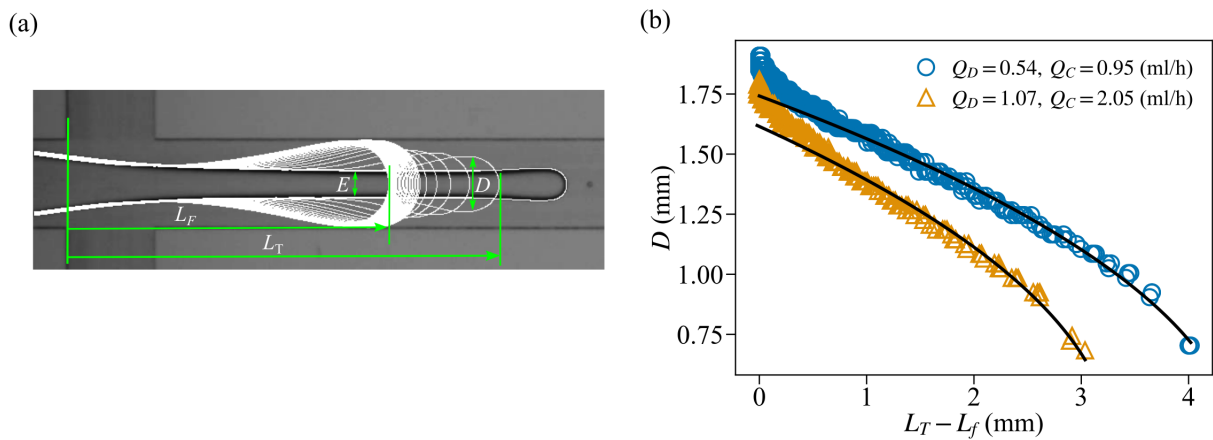 (a)
E
D
L_F
L_T
(b)
Q_D = 0.54, Q_C = 0.95 (ml/h)
Q_D = 1.07, Q_C = 2.05 (ml/h)
D (mm)
1.75
1.50
1.25
1.00
0.75
0 1 2 3 4
L_T − L_f (mm)